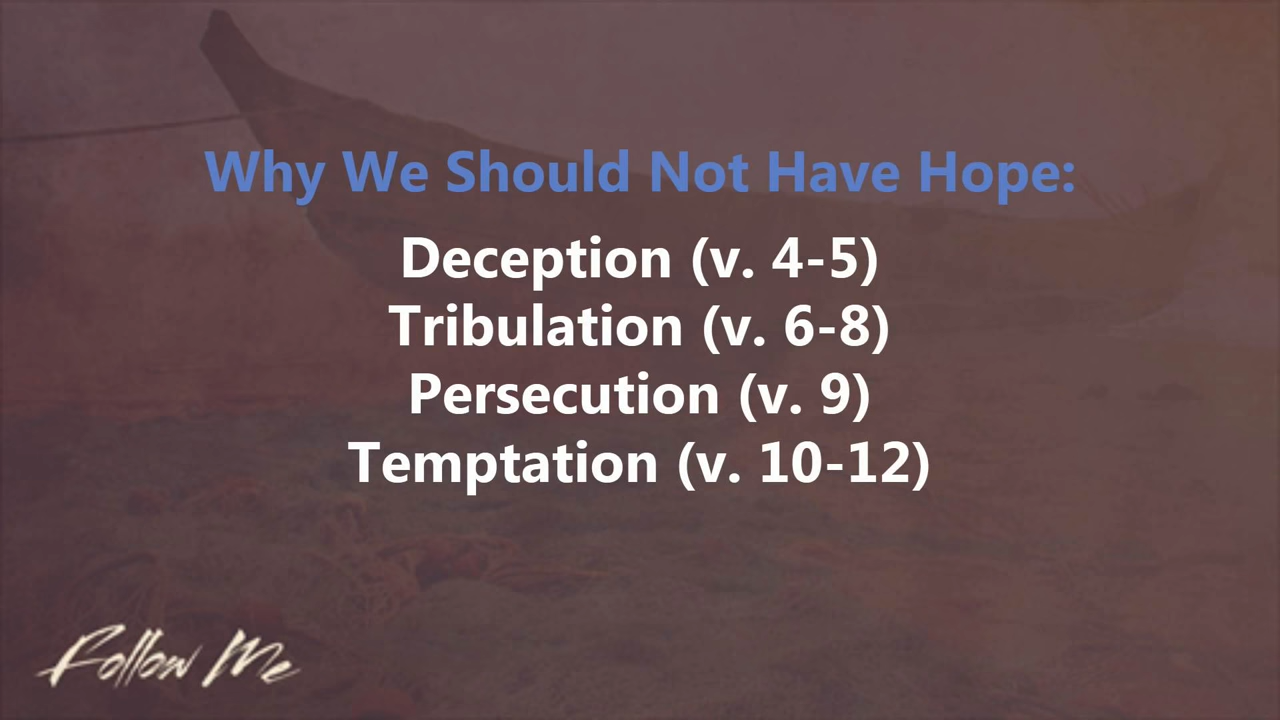 Why We Should Not Have Hope:
Deception (v. 4-5)
Tribulation (v. 6-8)
Persecution (v. 9)
Temptation (v. 10-12)
Follow Me